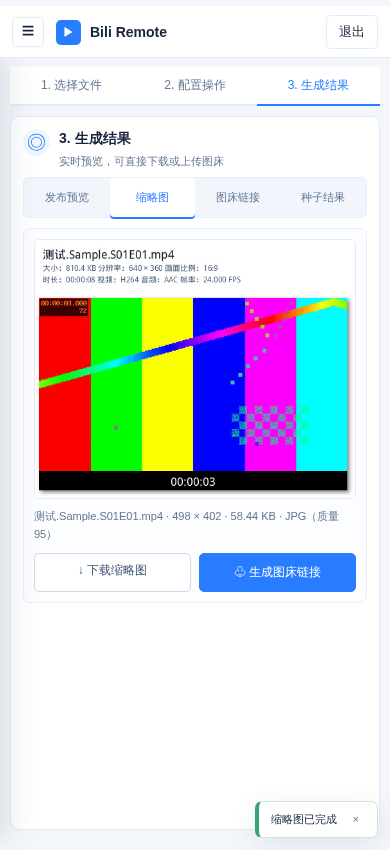 ☰
Bili Remote
退出
1. 选择文件
2. 配置操作
3. 生成结果
3. 生成结果
实时预览，可直接下载或上传图床
发布预览
缩略图
图床链接
种子结果
测试.Sample.S01E01.mp4
大小：810.4 KB 分辨率：640 × 360 画面比例：16:9
时长：00:00:08 视频：H264 音频：AAC 帧率：24.000 FPS
00:00:03.000
72
00:00:03
测试.Sample.S01E01.mp4 · 498 × 402 · 58.44 KB · JPG（质量
95）
↓ 下载缩略图
♧ 生成图床链接
缩略图已完成 ×